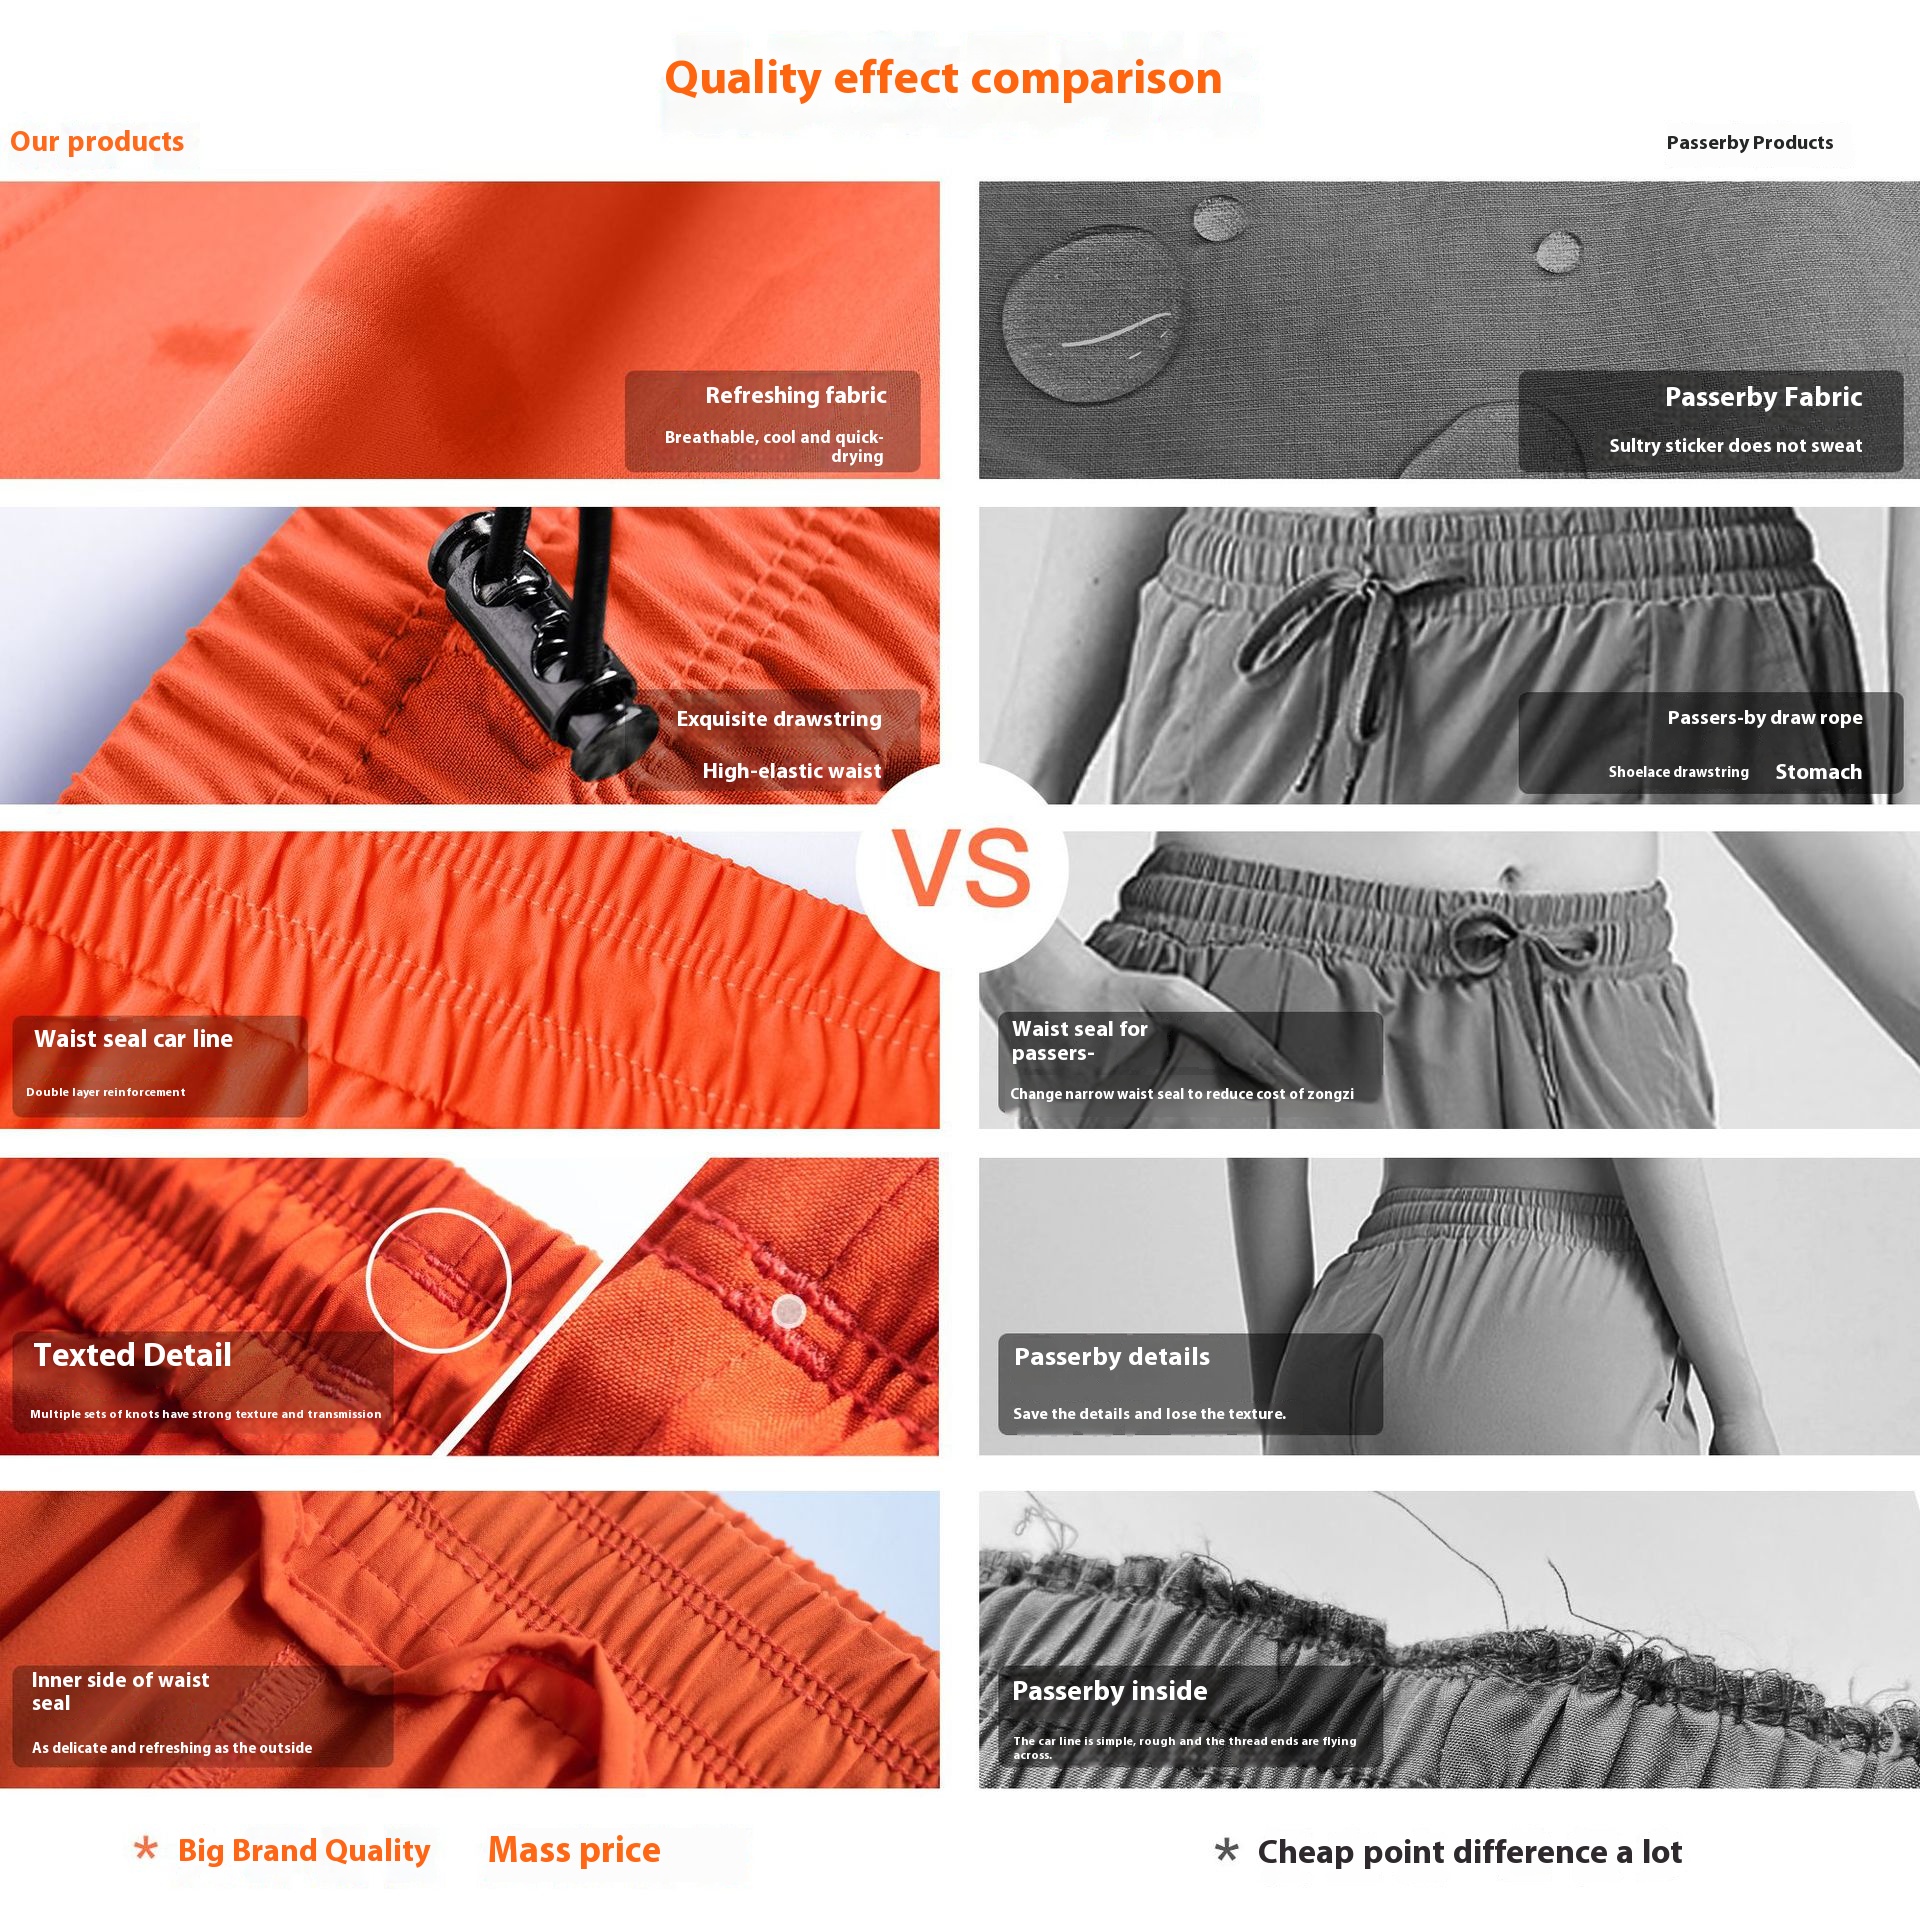 Quality effect comparison
Our products
Passerby Products
Refreshing fabric
Breathable, cool and quick-
drying
Passerby Fabric
Sultry sticker does not sweat
Exquisite drawstring
High-elastic waist
Passers-by draw rope
Shoelace drawstring Stomach
VS
Waist seal car line
Double layer reinforcement
Waist seal for
passers-
Change narrow waist seal to reduce cost of zongzi
Texted Detail
Multiple sets of knots have strong texture and transmission
Passerby details
Save the details and lose the texture.
Inner side of waist
seal
As delicate and refreshing as the outside
Passerby inside
The car line is simple, rough and the thread ends are flying
across.
* Big Brand Quality Mass price
* Cheap point difference a lot